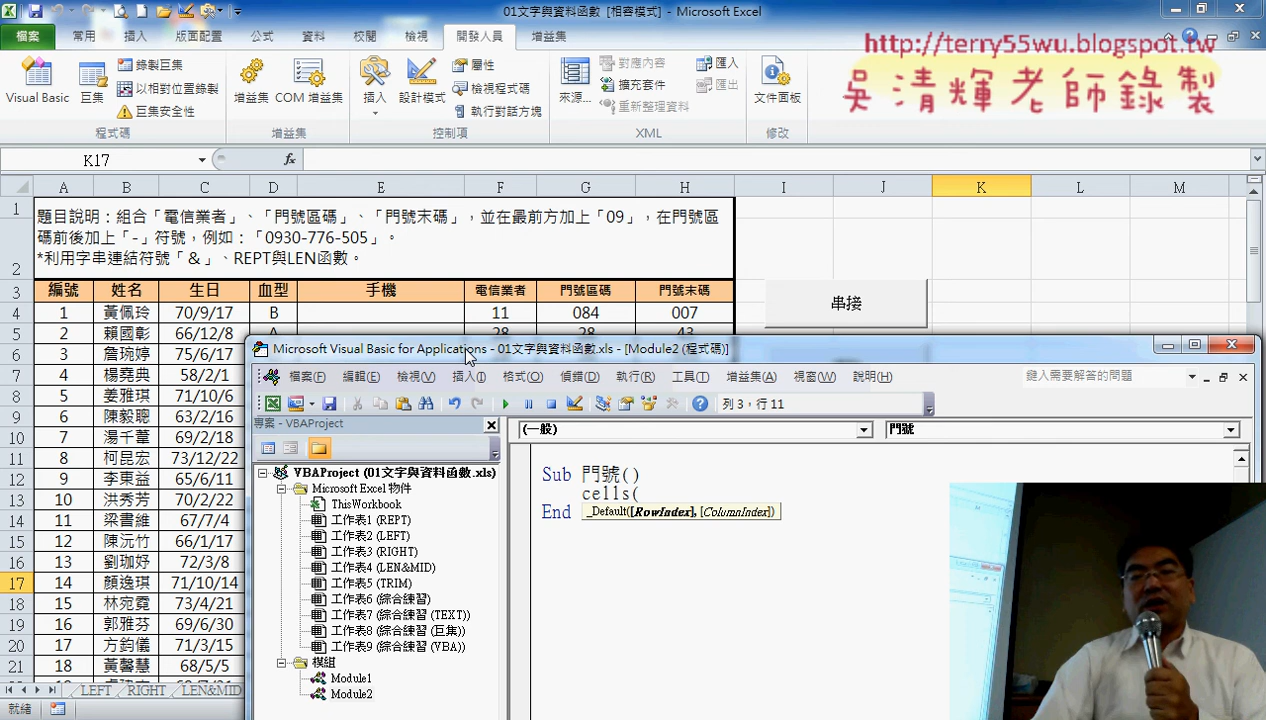 01文字與資料函數 [相容模式] - Microsoft Excel
檔案 常用 插入 版面配置 公式 資料 校閱 檢視 開發人員 增益集
http://terry55wu.blogspot.tw
吳清輝老師錄製
Visual Basic 巨集 錄製巨集 以相對位置錄製 巨集安全性 程式碼
增益集 COM 增益集 增益集
插入 設計模式 屬性 檢視程式碼 執行對話方塊 控制項
來源... 對應內容 擴充套件 重新整理資料 匯入 匯出 XML
文件面板 修改
K17 fx
A B C D E F G H I J K L M
1 題目說明：組合「電信業者」、「門號區碼」、「門號末碼」，並在最前方加上「09」，在門號區
碼前後加上「-」符號，例如：「0930-776-505」。
2 *利用字串連結符號「&」、REPT與LEN函數。
3 編號 姓名 生日 血型 手機 電信業者 門號區碼 門號末碼
串接
4 1 黃佩玲 70/9/17 B 11 084 007
5 2 賴國彰 66/12/8 A 28 28 43
6 3 詹琬婷 75/6/17
7 4 楊堯典 58/2/1
8 5 姜雅琪 71/10/6
9 6 陳毅聰 63/2/16
10 7 湯千葦 69/2/18
11 8 柯昆宏 73/12/22
12 9 李東益 65/6/11
13 10 洪秀芳 70/2/22
14 11 梁書維 67/7/4
15 12 陳沅竹 66/1/17
16 13 劉珈妤 72/3/8
17 14 顏逸琪 71/10/14
18 15 林宛霓 73/4/21
19 16 郭雅芬 69/6/30
20 17 方鈞儀 71/3/15
21 18 黃馨慧 68/5/5
LEFT RIGHT LEN&MID
就緒
Microsoft Visual Basic for Applications - 01文字與資料函數.xls - [Module2 (程式碼)]
檔案(F) 編輯(E) 檢視(V) 插入(I) 格式(O) 偵錯(D) 執行(R) 工具(T) 增益集(A) 視窗(W) 說明(H) 鍵入需要解答的問題
列 3，行 11
專案 - VBAProject
(一般) 門號
VBAProject (01文字與資料函數.xls)
Microsoft Excel 物件
ThisWorkbook
工作表1 (REPT)
工作表2 (LEFT)
工作表3 (RIGHT)
工作表4 (LEN&MID)
工作表5 (TRIM)
工作表6 (綜合練習)
工作表7 (綜合練習 (TEXT))
工作表8 (綜合練習 (巨集))
工作表9 (綜合練習 (VBA))
模組
Module1
Module2
Sub 門號()
cells(
End
_Default([RowIndex], [ColumnIndex])